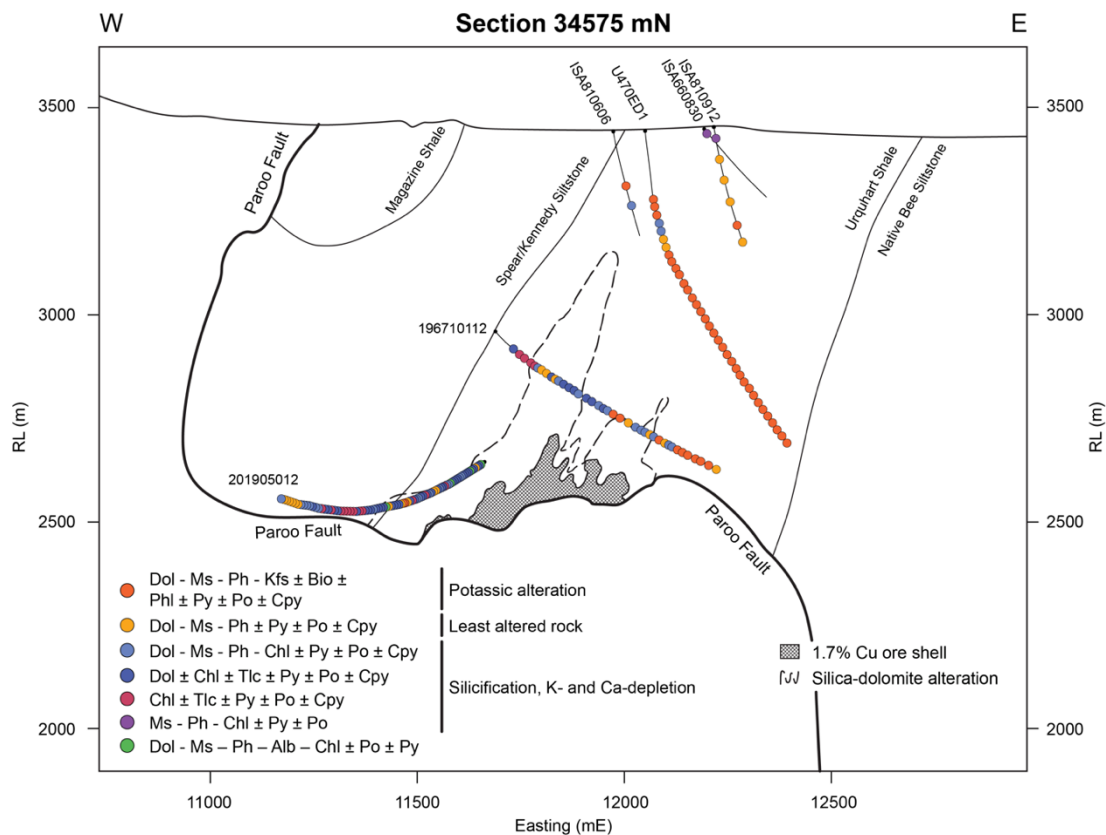 W
Section 34575 mN
E
ISA810606
U470ED1
ISA660830
ISA810912
3500
3500
Paroo Fault
Magazine Shale
Spear/Kennedy Siltstone
Urquhart Shale
Native Bee Siltstone
3000
3000
196710112
RL (m)
RL (m)
201905012
2500
2500
Paroo Fault
Paroo Fault
Dol - Ms - Ph - Kfs ± Bio ±
Phl ± Py ± Po ± Cpy
Potassic alteration
Dol - Ms - Ph ± Py ± Po ± Cpy
Least altered rock
Dol - Ms - Ph - Chl ± Py ± Po ± Cpy
Dol ± Chl ± Tlc ± Py ± Po ± Cpy
Silicification, K- and Ca-depletion
Chl ± Tlc ± Py ± Po ± Cpy
Ms - Ph - Chl ± Py ± Po
Dol - Ms – Ph – Alb – Chl ± Po ± Py
1.7% Cu ore shell
Silica-dolomite alteration
2000
2000
11000
11500
12000
12500
Easting (mE)